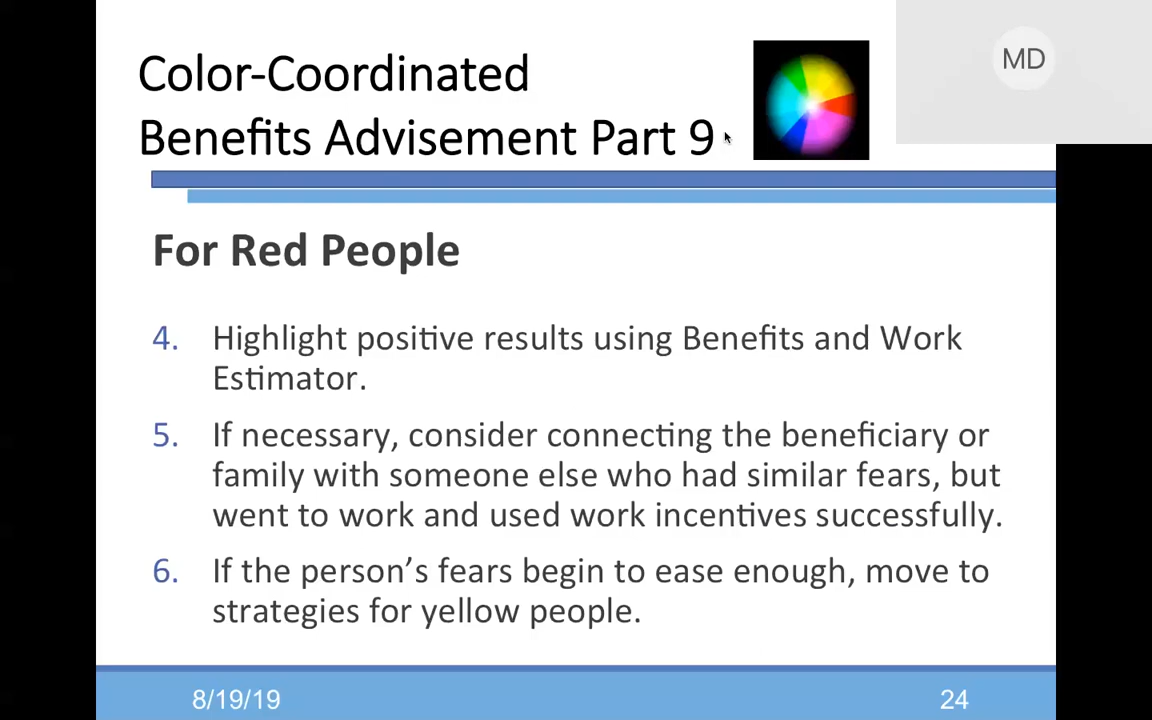 Color-Coordinated
Benefits Advisement Part 9
MD
For Red People
4. Highlight positive results using Benefits and Work
Estimator.
5. If necessary, consider connecting the beneficiary or
family with someone else who had similar fears, but
went to work and used work incentives successfully.
6. If the person’s fears begin to ease enough, move to
strategies for yellow people.
8/19/19
24